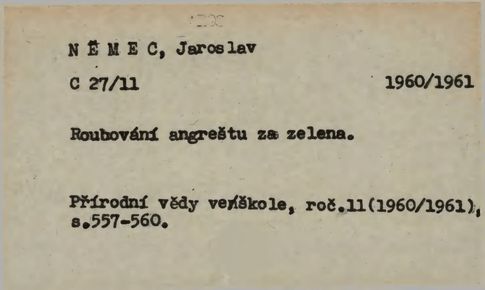 N Ě M E C, Jaroslav
C 27/11 1960/1961
Roubování angreštu za zelena.
Přírodní vědy ve škole, roč.11(1960/1961),
s.557-560.